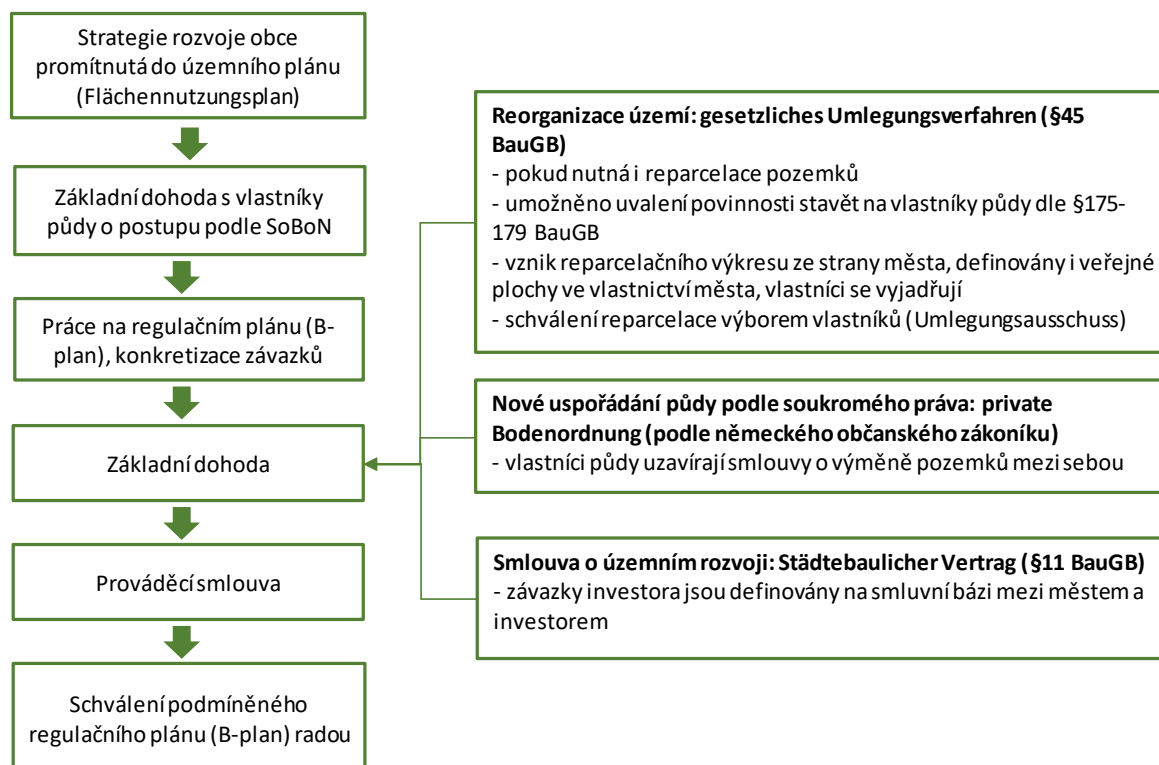 Strategie rozvoje obce
promítnutá do územního plánu
(Flächennutzungsplan)
Základní dohoda s vlastníky
půdy o postupu podle SoBoN
Práce na regulačním plánu (B-
plan), konkretizace závazků
Základní dohoda
Prováděcí smlouva
Schválení podmíněného
regulačního plánu (B-plan) radou
Reorganizace území: gesetzliches Umlegungsverfahren (§45
BauGB)
- pokud nutná i reparcelace pozemků
- umožněno uvalení povinnosti stavět na vlastníky půdy dle §175-
179 BauGB
- vznik reparcelačního výkresu ze strany města, definovány i veřejné
plochy ve vlastnictví města, vlastníci se vyjadřují
- schválení reparcelace výborem vlastníků (Umlegungsausschuss)
Nové uspořádání půdy podle soukromého práva: private
Bodenordnung (podle německého občanského zákoníku)
- vlastníci půdy uzavírají smlouvy o výměně pozemků mezi sebou
Smlouva o územním rozvoji: Städtebaulicher Vertrag (§11 BauGB)
- závazky investora jsou definovány na smluvní bázi mezi městem a
investorem